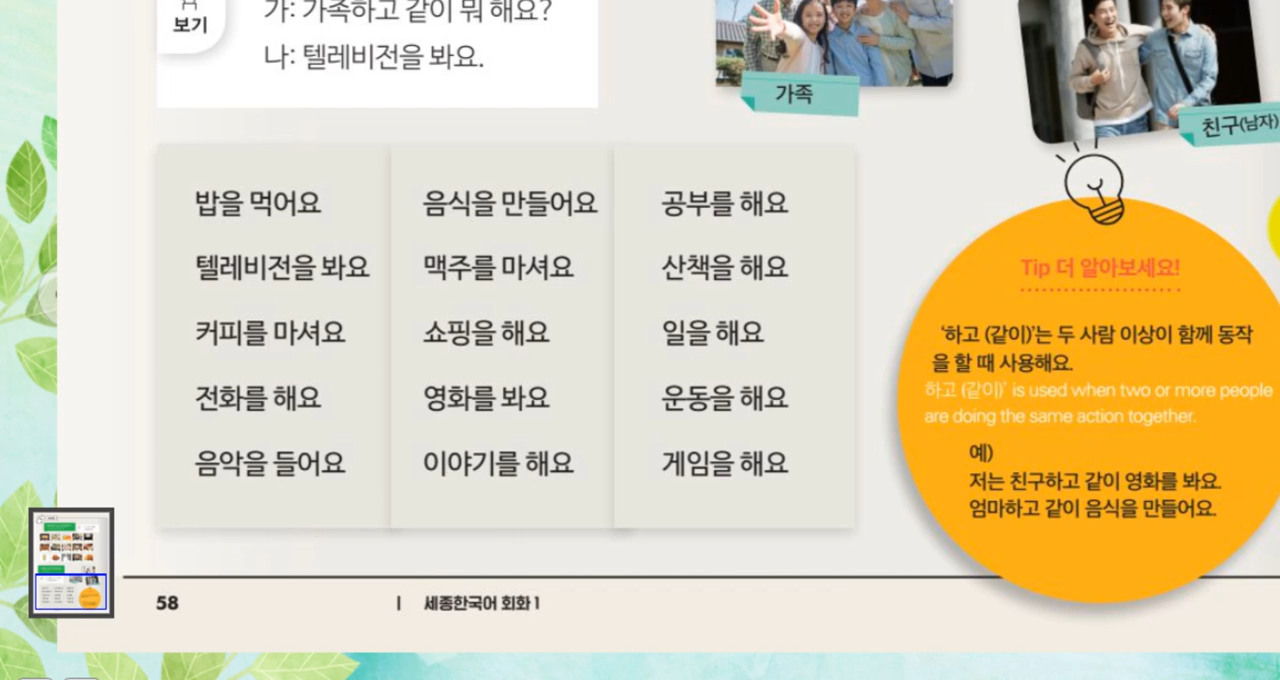 가: 가족하고 같이 뭐 해요?
보기
나: 텔레비전을 봐요.
가족
친구(남자)
밥을 먹어요
음식을 만들어요
공부를 해요
텔레비전을 봐요
맥주를 마셔요
산책을 해요
커피를 마셔요
쇼핑을 해요
일을 해요
전화를 해요
영화를 봐요
운동을 해요
음악을 들어요
이야기를 해요
게임을 해요
Tip 더 알아보세요!
‘하고 (같이)’는 두 사람 이상이 함께 동작
을 할 때 사용해요.
하고 (같이)’ is used when two or more people
are doing the same action together.
예)
저는 친구하고 같이 영화를 봐요.
엄마하고 같이 음식을 만들어요.
58
세종한국어 회화 1